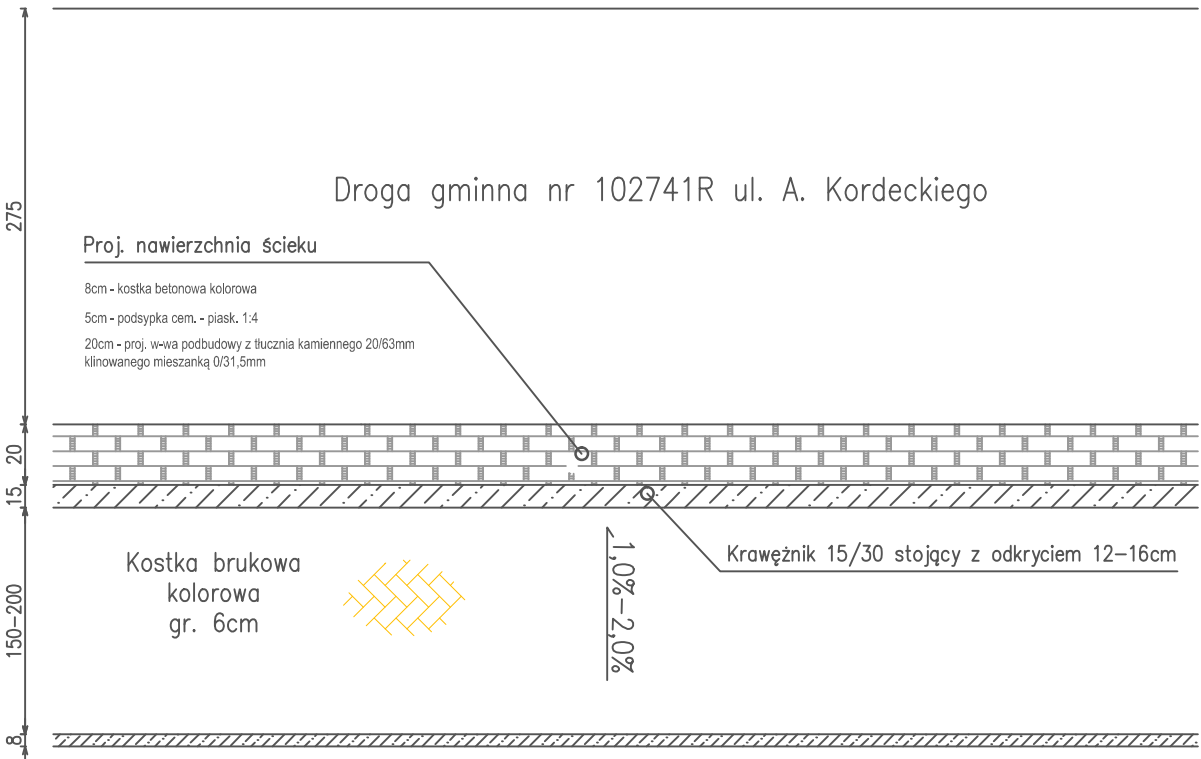 Droga gminna nr 102741R ul. A. Kordeckiego
275
Proj. nawierzchnia ścieku
8cm - kostka betonowa kolorowa
5cm - podsypka cem. - piask. 1:4
20cm - proj. w-wa podbudowy z tłucznia kamiennego 20/63mm
klinowanego mieszanką 0/31,5mm
20
15
Krawężnik 15/30 stojący z odkryciem 12-16cm
1,0%-2,0%
Kostka brukowa
kolorowa
gr. 6cm
150-200
8